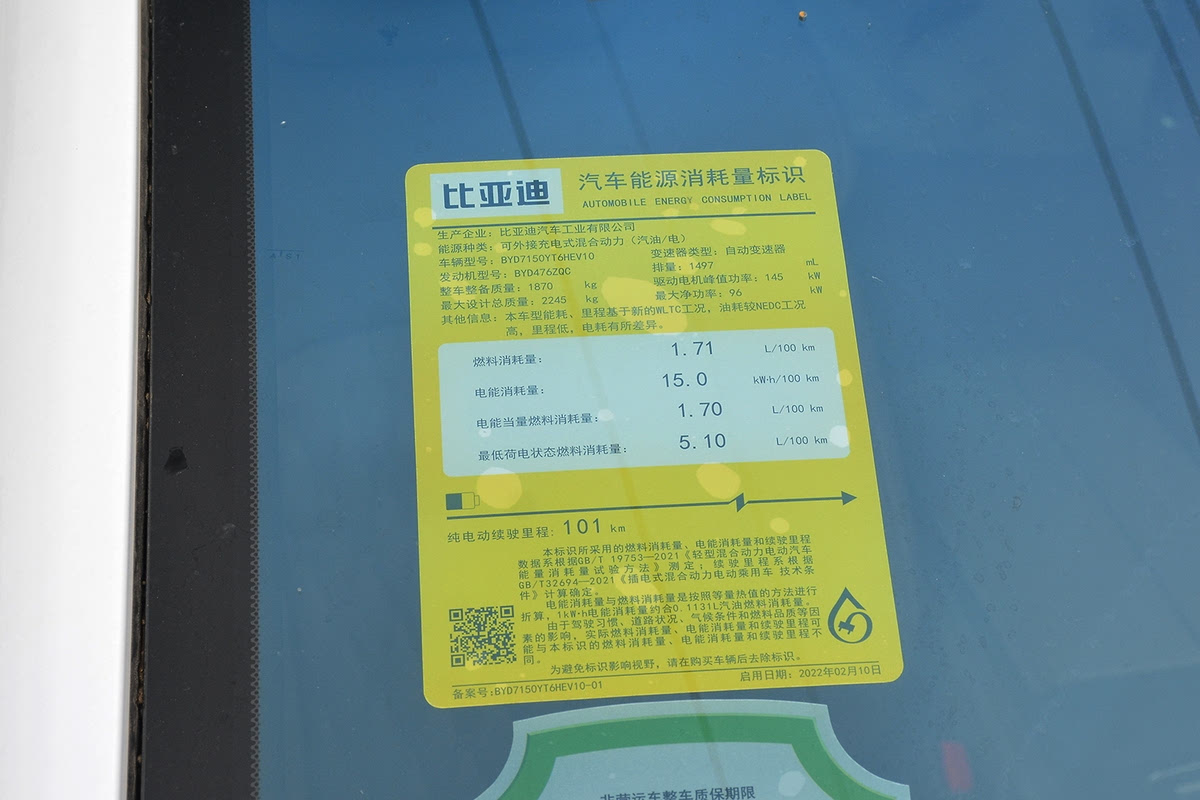 比亚迪 汽车能源消耗量标识
AUTOMOBILE ENERGY CONSUMPTION LABEL
生产企业：比亚迪汽车工业有限公司
能源种类：可外接充电式混合动力（汽油/电）
车辆型号：BYD7150YT6HEV10 变速器类型：自动变速器
发动机型号：BYD476ZQC 排量：1497 mL
整车整备质量：1870 kg 驱动电机峰值功率：145 kW
最大设计总质量：2245 kg 最大净功率：96 kW
其他信息：本车型能耗、里程基于新的WLTC工况，油耗较NEDC工况
高，里程低，电耗有所差异。
燃料消耗量： 1.71 L/100 km
电能消耗量： 15.0 kW·h/100 km
电能当量燃料消耗量： 1.70 L/100 km
最低荷电状态燃料消耗量： 5.10 L/100 km
纯电动续驶里程：101 km
本标识所采用的燃料消耗量、电能消耗量和续驶里程
数据系根据GB/T 19753—2021《轻型混合动力电动汽车
能量消耗量试验方法》测定；续驶里程系根据
GB/T32694—2021《插电式混合动力电动乘用车 技术条
件》计算确定。
电能消耗量与燃料消耗量是按照等量热值的方法进行
折算，1kW·h电能消耗量约合0.1131L汽油燃料消耗量。
由于驾驶习惯、道路状况、气候条件和燃料品质等因
素的影响，实际燃料消耗量、电能消耗量和续驶里程可
能与本标识的燃料消耗量、电能消耗量和续驶里程不
同。
为避免标识影响视野，请在购买车辆后去除标识。
备案号：BYD7150YT6HEV10-01 启用日期：2022年02月10日
非营运车整车质保期限